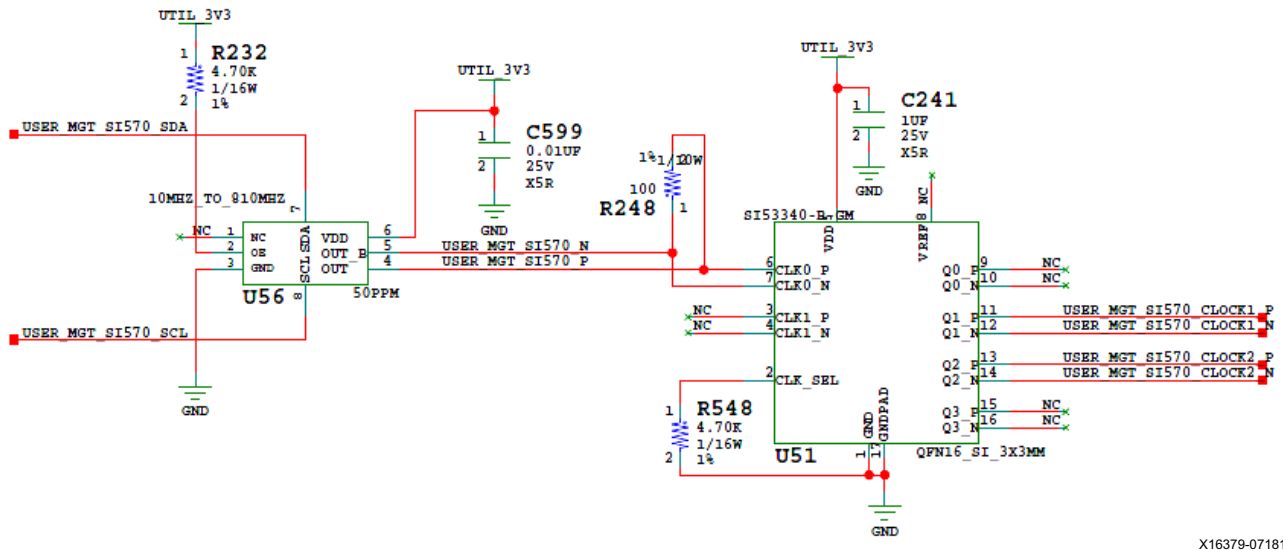 UTIL_3V3
1
R232
4.70K
1/16W
1%
2
USER_MGT_SI570_SDA
10MHZ_TO_810MHZ
7
NC
1
2
3
NC
OE
GND
SCL
SDA
VDD
OUT_B
OUT
6
5
4
U56
8
50PPM
USER_MGT_SI570_SCL
GND
UTIL_3V3
1
2
C599
0.01UF
25V
X5R
GND
USER_MGT_SI570_N
USER_MGT_SI570_P
1%
1/10W
2
100
R248
1
UTIL_3V3
1
2
C241
1UF
25V
X5R
GND
NC
8
VREF
VDD
6
CLK0_P
7
CLK0_N
NC
3
CLK1_P
NC
4
CLK1_N
2
CLK_SEL
1
R548
4.70K
1/16W
1%
2
U51
GND
GNDPAD
1
17
QFN16_SI_3X3MM
GND
Q0_P
9
NC
Q0_N
10
NC
Q1_P
11
USER_MGT_SI570_CLOCK1_P
Q1_N
12
USER_MGT_SI570_CLOCK1_N
Q2_P
13
USER_MGT_SI570_CLOCK2_P
Q2_N
14
USER_MGT_SI570_CLOCK2_N
Q3_P
15
NC
Q3_N
16
NC